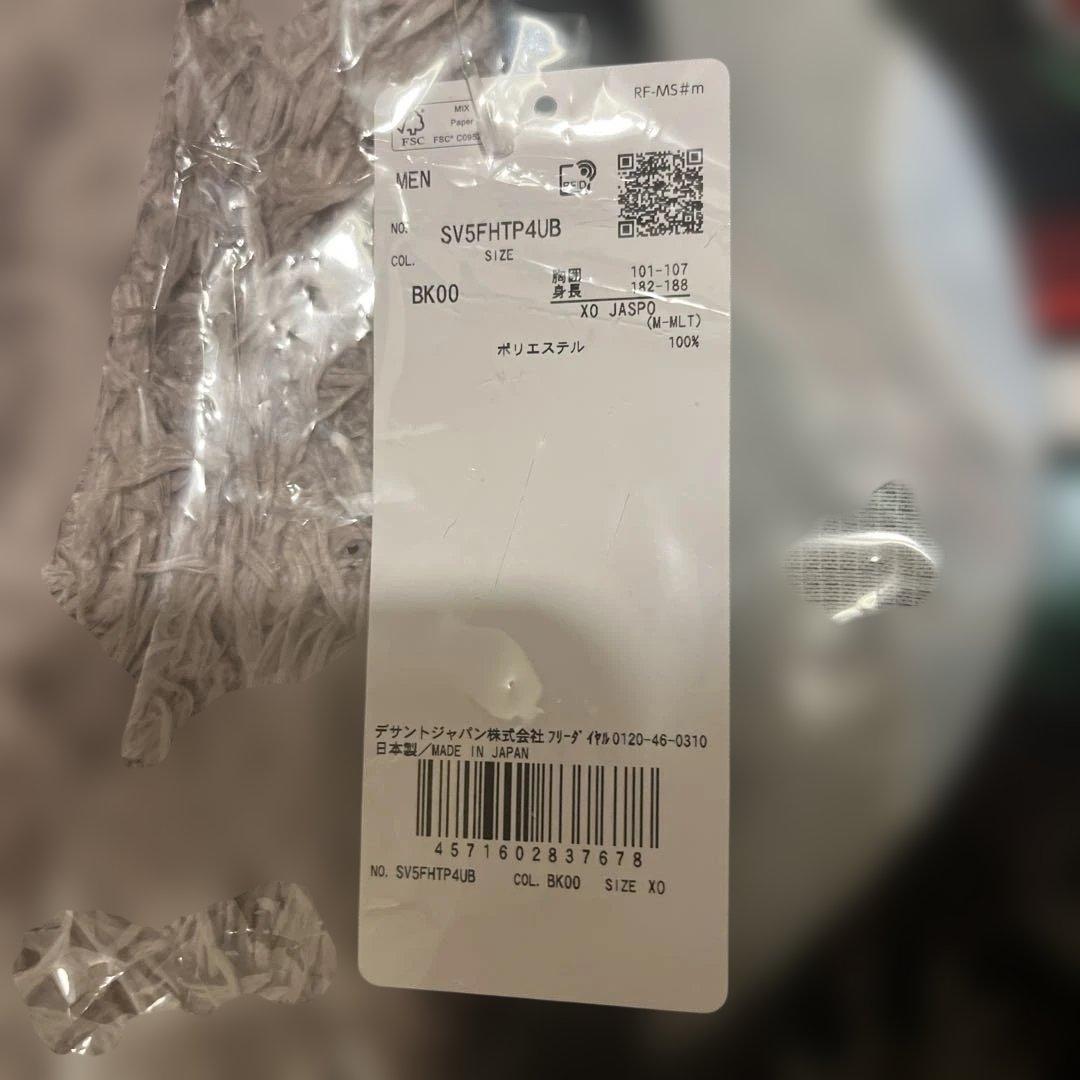 RF-MS#m
MIX
Paper
FSC FSC® C095
MEN
RFID
NO. SV5FHTP4UB
COL. SIZE
BK00
胸囲 101-107
身長 182-188
XO JASPO
(M-MLT)
ポリエステル 100%
デサントジャパン株式会社 フリーダイヤル 0120-46-0310
日本製/MADE IN JAPAN
4571602837678
NO. SV5FHTP4UB COL. BK00 SIZE XO